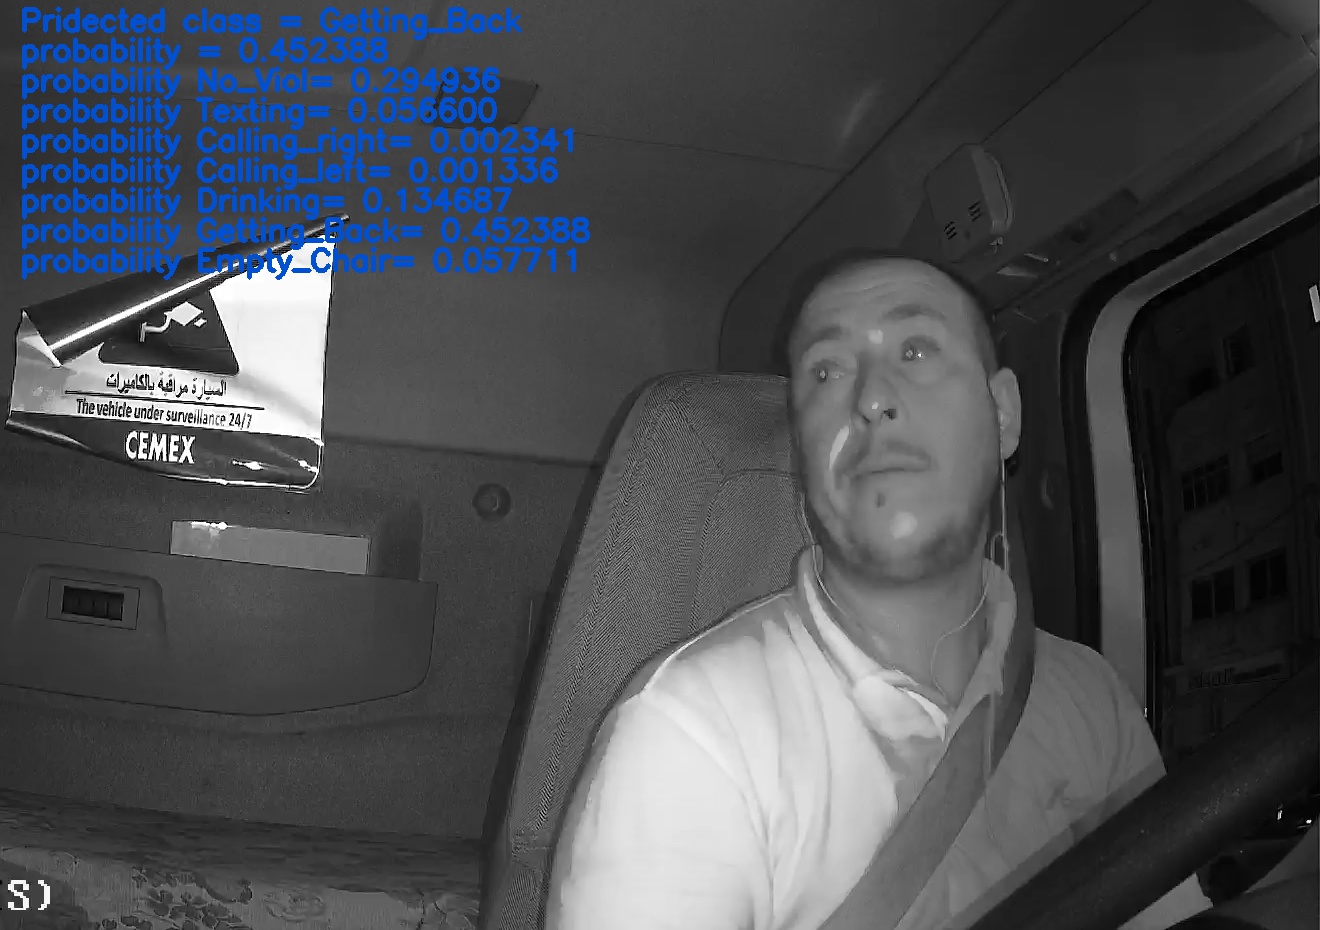 Pridected class = Getting_Back
probability = 0.452388
probability No_Viol= 0.294936
probability Texting= 0.056600
probability Calling_right= 0.002341
probability Calling_left= 0.001336
probability Drinking= 0.134687
probability Getting_Back= 0.452388
probability Empty_Chair= 0.057711
السيارة مراقبة بالكاميرات
The vehicle under surveillance 24/7
CEMEX
S)